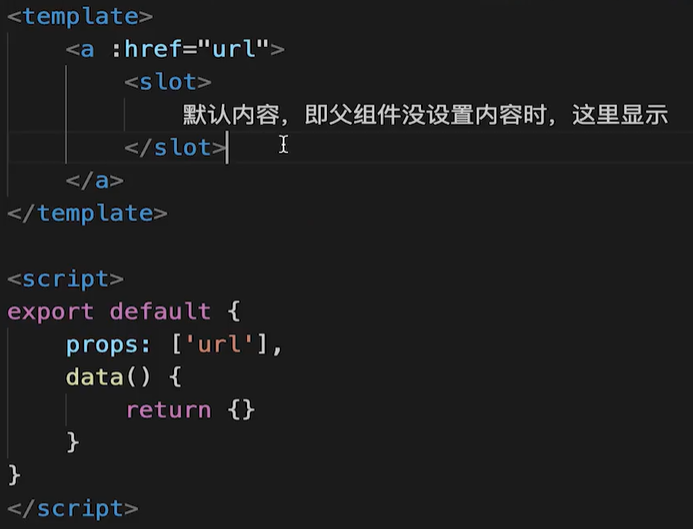 <template>
<a :href="url">
<slot>
默认内容，即父组件没设置内容时，这里显示
</slot>
</a>
</template>
<script>
export default {
props: ['url'],
data() {
return {}
}
}
</script>